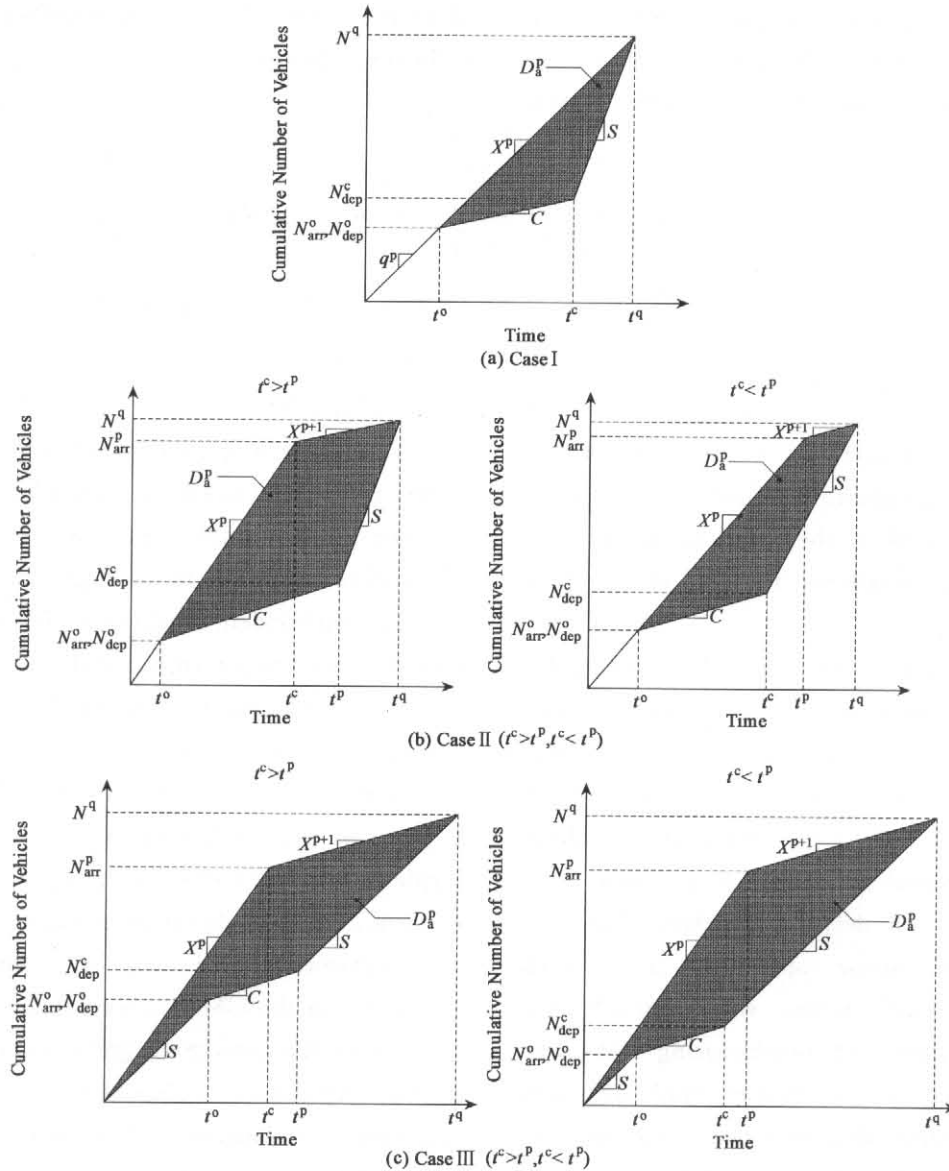 Cumulative Number of Vehicles
N^q
D_a^p
X^p
S
N_dep^c
C
N_arr^o,N_dep^o
q^p
t^o
t^c
t^q
Time
(a) Case Ⅰ
t^c>t^p
Cumulative Number of Vehicles
N^q
X^p+1
N_arr^p
D_a^p
X^p
S
N_dep^c
C
N_arr^o,N_dep^o
t^o
t^c
t^p
t^q
Time
t^c<t^p
Cumulative Number of Vehicles
N^q
X^p+1
N_arr^p
D_a^p
X^p
S
N_dep^c
C
N_arr^o,N_dep^o
t^o
t^c
t^p
t^q
Time
(b) Case Ⅱ (t^c>t^p,t^c<t^p)
t^c>t^p
Cumulative Number of Vehicles
N^q
X^p+1
N_arr^p
D_a^p
X^p
S
N_dep^c
C
N_arr^o,N_dep^o
S
t^o
t^c
t^p
t^q
Time
t^c<t^p
Cumulative Number of Vehicles
N^q
X^p+1
N_arr^p
D_a^p
X^p
S
N_dep^c
C
N_arr^o,N_dep^o
S
t^o
t^c
t^p
t^q
Time
(c) Case Ⅲ (t^c>t^p,t^c<t^p)